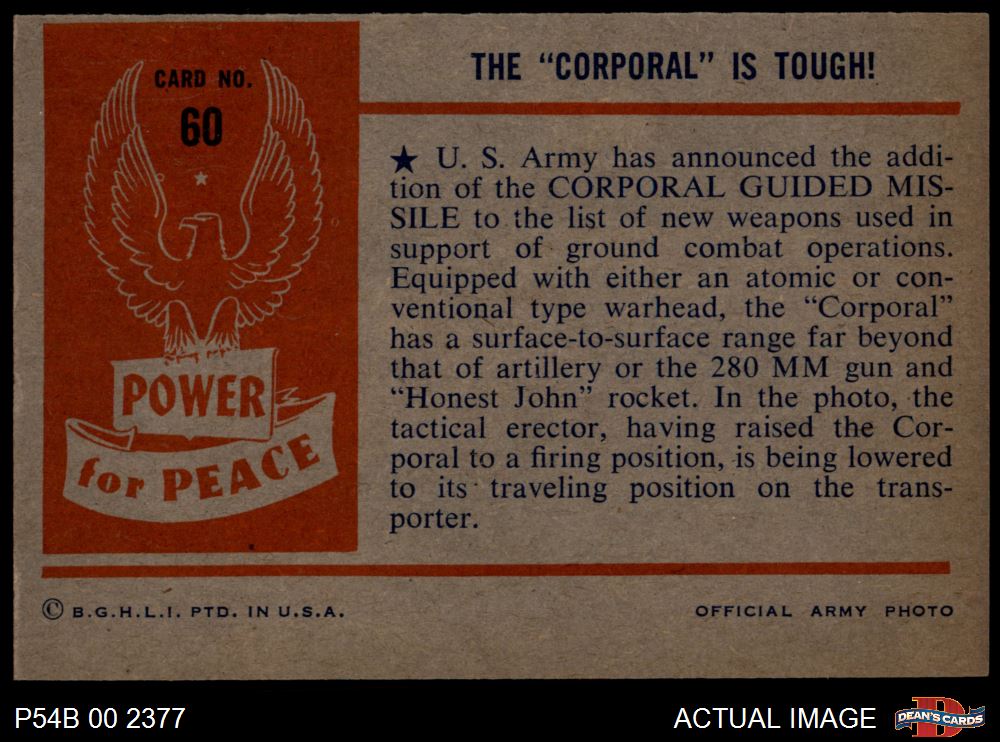 CARD NO.
60
POWER
for PEACE
THE “CORPORAL” IS TOUGH!
★ U. S. Army has announced the addi-
tion of the CORPORAL GUIDED MIS-
SILE to the list of new weapons used in
support of ground combat operations.
Equipped with either an atomic or con-
ventional type warhead, the “Corporal”
has a surface-to-surface range far beyond
that of artillery or the 280 MM gun and
“Honest John” rocket. In the photo, the
tactical erector, having raised the Cor-
poral to a firing position, is being lowered
to its traveling position on the trans-
porter.
© B.G.H.L.I. PTD. IN U.S.A.
OFFICIAL ARMY PHOTO
P54B 00 2377
ACTUAL IMAGE
D
DEAN'S CARDS